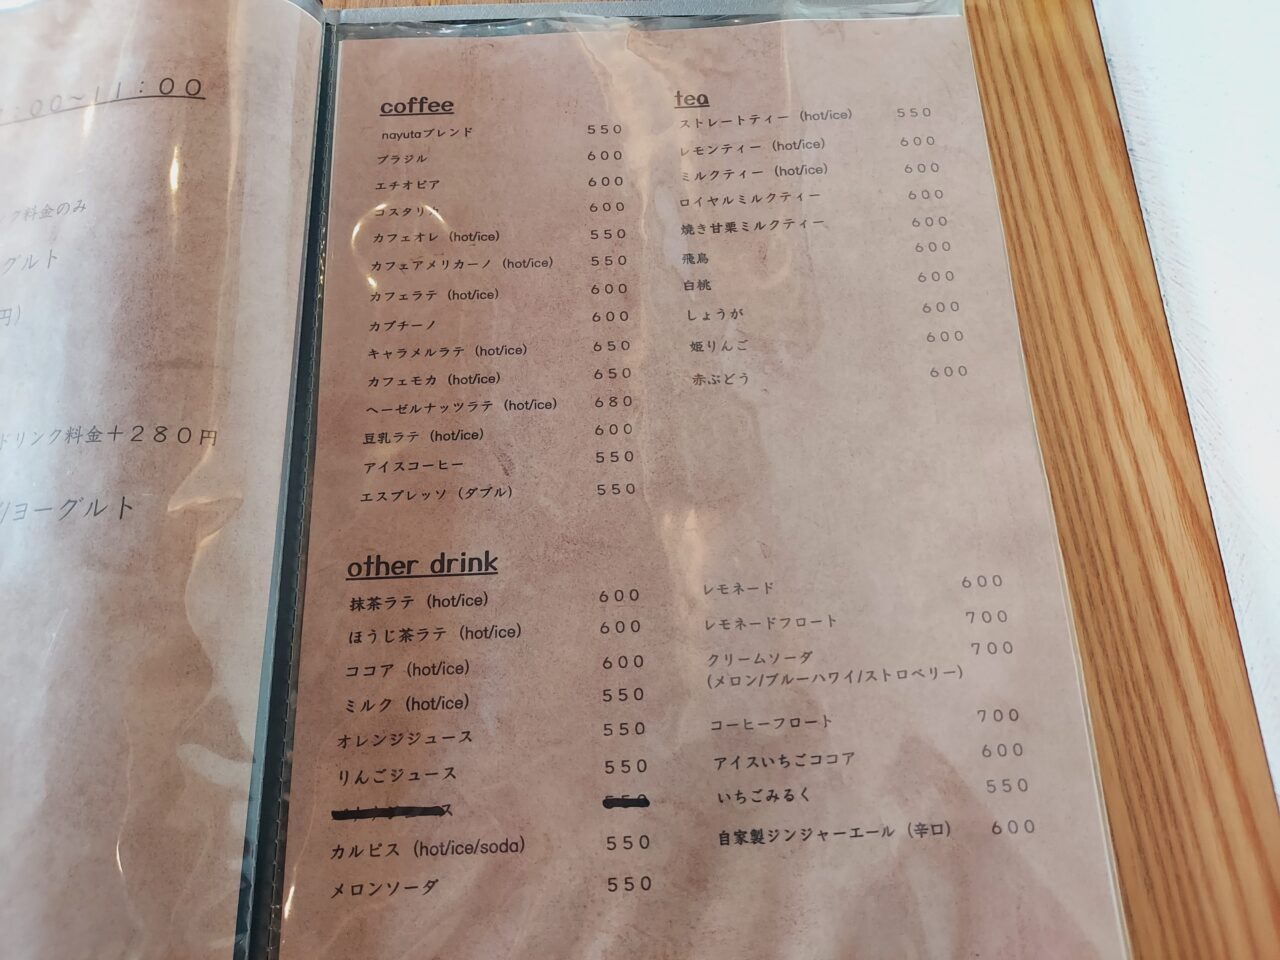 :00~11:00
ク料金のみ
グルト
円)
ドリンク料金+280円
/ヨーグルト
coffee
nayutaブレンド 550
ブラジル 600
エチオピア 600
コスタリカ 600
カフェオレ (hot/ice) 550
カフェアメリカーノ (hot/ice) 550
カフェラテ (hot/ice) 600
カプチーノ 600
キャラメルラテ (hot/ice) 650
カフェモカ (hot/ice) 650
ヘーゼルナッツラテ (hot/ice) 680
豆乳ラテ (hot/ice) 600
アイスコーヒー 550
エスプレッソ (ダブル) 550
tea
ストレートティー (hot/ice) 550
レモンティー (hot/ice) 600
ミルクティー (hot/ice) 600
ロイヤルミルクティー 600
焼き甘栗ミルクティー 600
飛鳥 600
白桃 600
しょうが 600
姫りんご 600
赤ぶどう 600
other drink
抹茶ラテ (hot/ice) 600
ほうじ茶ラテ (hot/ice) 600
ココア (hot/ice) 600
ミルク (hot/ice) 550
オレンジジュース 550
りんごジュース 550
カルピス (hot/ice/soda) 550
メロンソーダ 550
レモネード 600
レモネードフロート 700
クリームソーダ 700
(メロン/ブルーハワイ/ストロベリー)
コーヒーフロート 700
アイスいちごココア 600
いちごみるく 550
自家製ジンジャーエール (辛口) 600